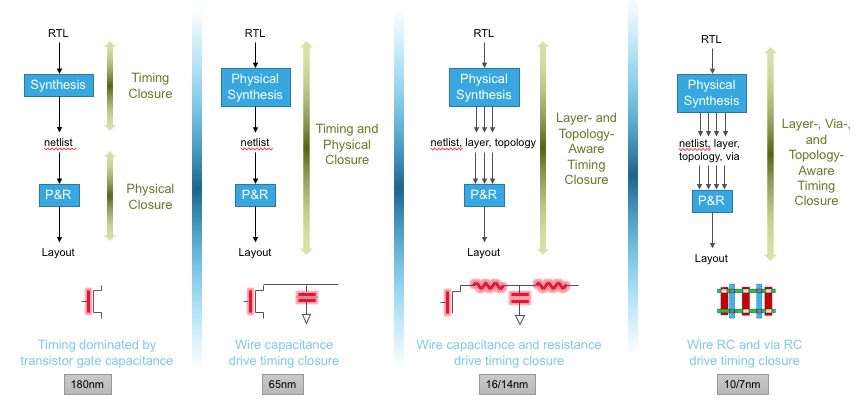 RTL
Synthesis
netlist
P&R
Layout
Timing
Closure
Physical
Closure
Timing dominated by
transistor gate capacitance
180nm
RTL
Physical
Synthesis
netlist
P&R
Layout
Timing and
Physical
Closure
Wire capacitance
drive timing closure
65nm
RTL
Physical
Synthesis
netlist, layer, topology
P&R
Layout
Layer- and
Topology-
Aware
Timing
Closure
Wire capacitance and resistance
drive timing closure
16/14nm
RTL
Physical
Synthesis
netlist, layer,
topology, via
P&R
Layout
Layer-, Via-,
and
Topology-
Aware
Timing
Closure
Wire RC and via RC
drive timing closure
10/7nm